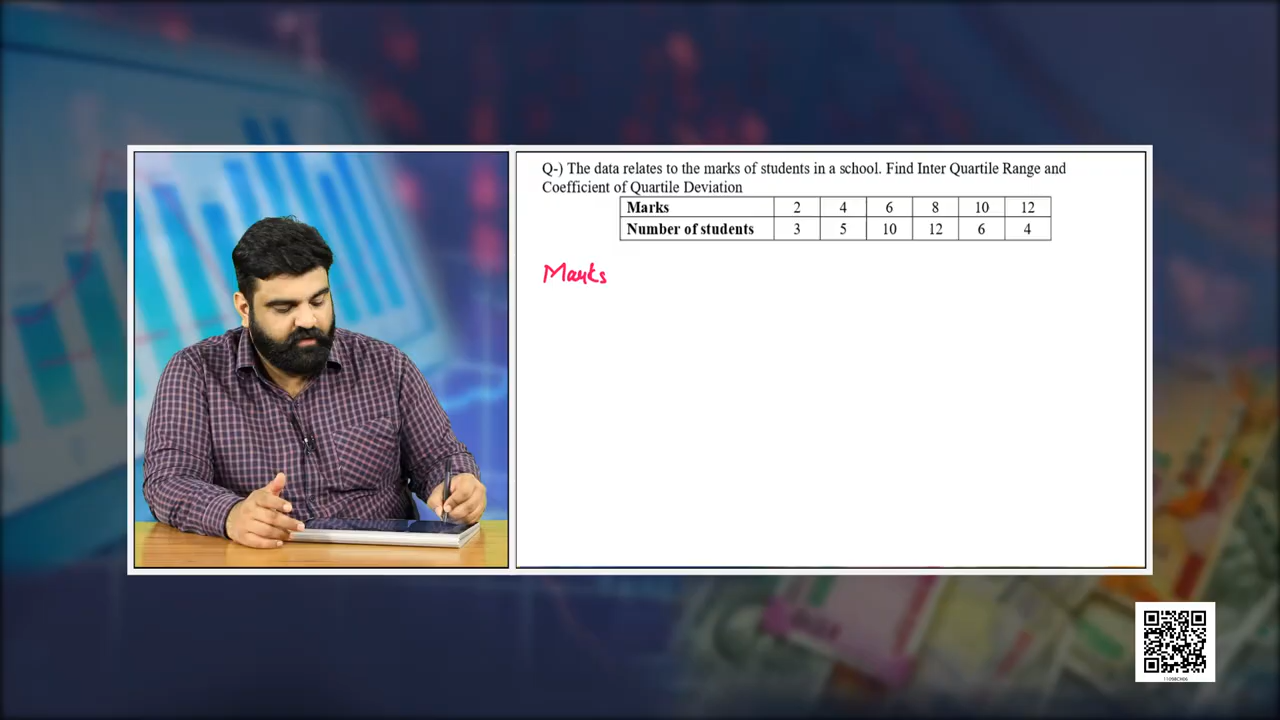 Q-) The data relates to the marks of students in a school. Find Inter Quartile Range and
Coefficient of Quartile Deviation
Marks 2 4 6 8 10 12
Number of students 3 5 10 12 6 4
Marks